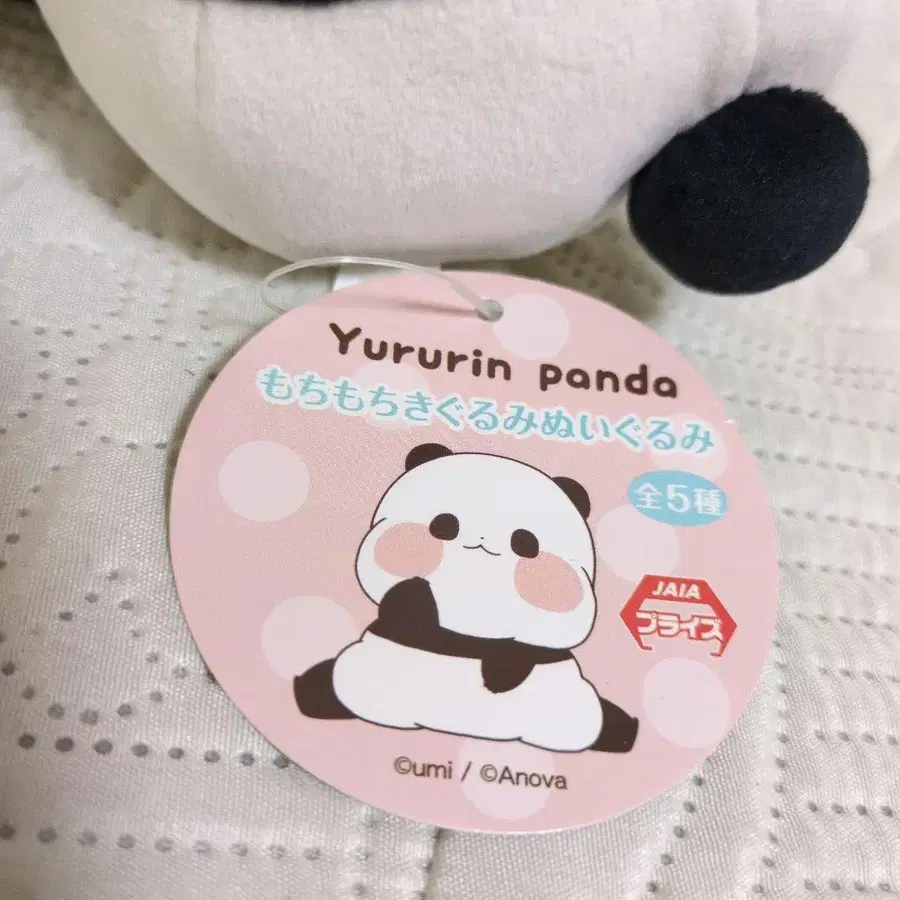 Yururin panda
もちもちきぐるみぬいぐるみ
全5種
JAIA
プライズ
©umi / ©Anova